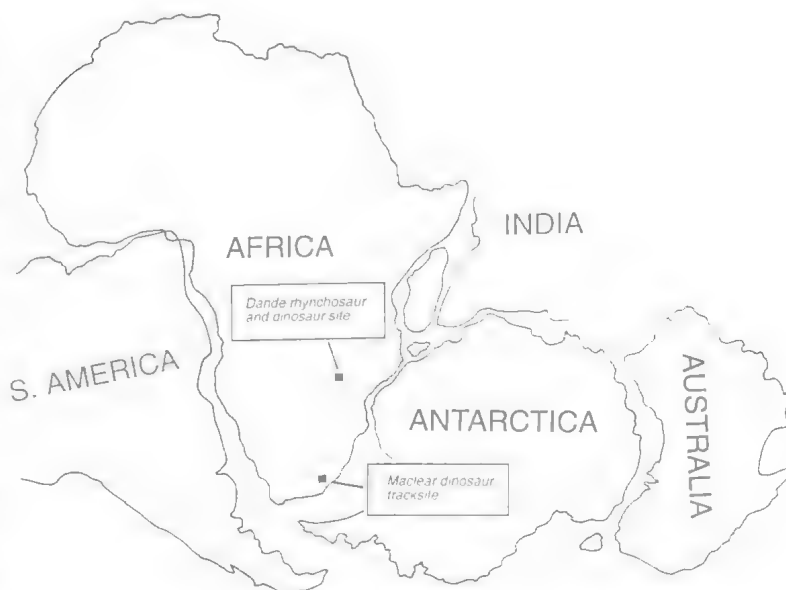 INDIA
AFRICA
Dande rhynchosaur
and dinosaur site
S. AMERICA
AUSTRALIA
ANTARCTICA
Maclear dinosaur
tracksite